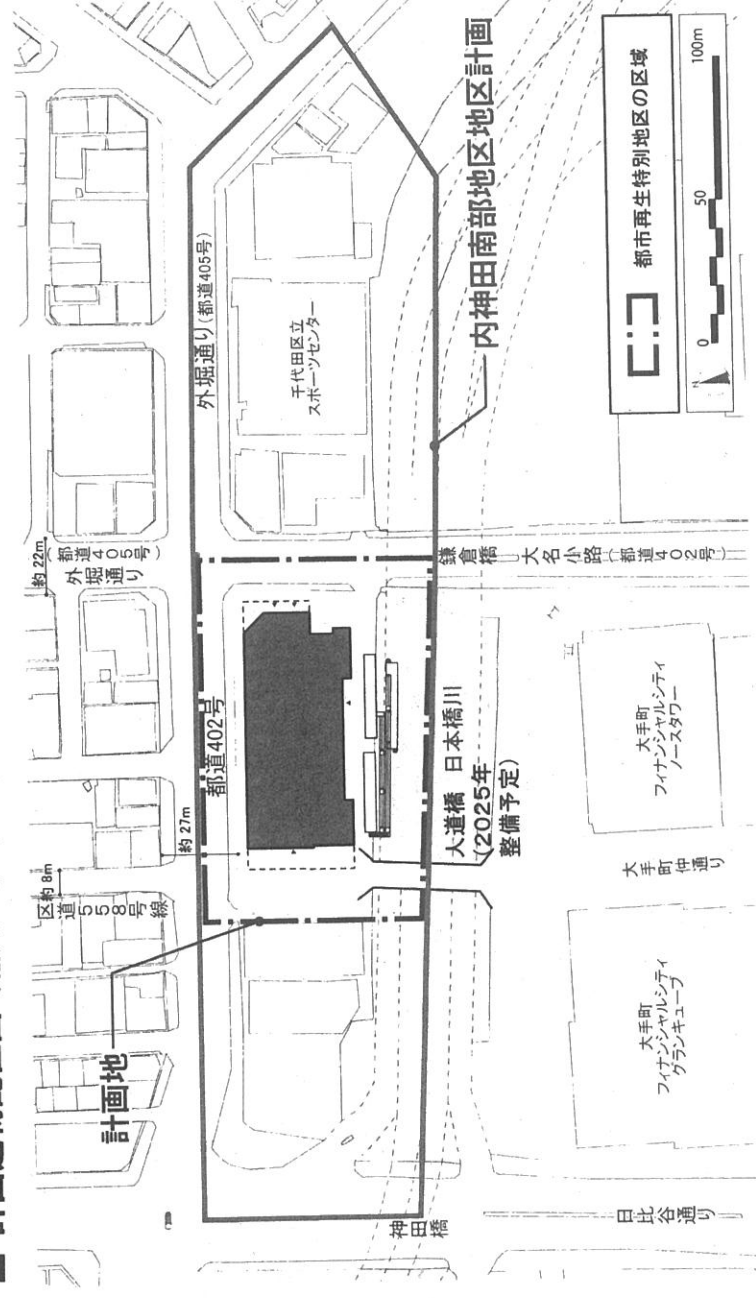 計画地
区道558号線
約8m
約27m
約22m
外堀通り
(都道405号)
外堀通り(都道405号)
都道402号
千代田区立
スポーツセンター
内神田南部地区地区計画
神田橋
大道橋 日本橋川
(2025年
整備予定)
鎌倉橋
大名小路(都道402号)
日比谷通り
大手町
フィナンシャルシティ
グランキューブ
大手町仲通り
大手町
フィナンシャルシティ
ノースタワー
都市再生特別地区の区域
N
0
50
100m